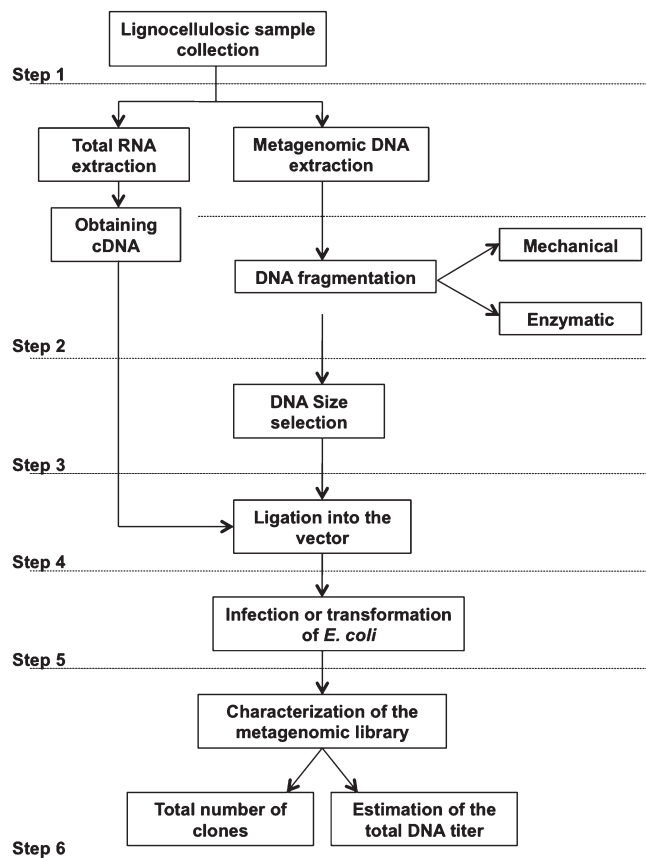 Lignocellulosic sample
collection
Step 1
Total RNA
extraction
Metagenomic DNA
extraction
Obtaining
cDNA
Mechanical
DNA fragmentation
Enzymatic
Step 2
DNA Size
selection
Step 3
Ligation into the
vector
Step 4
Infection or transformation
of E. coli
Step 5
Characterization of the
metagenomic library
Total number of
clones
Estimation of the
total DNA titer
Step 6